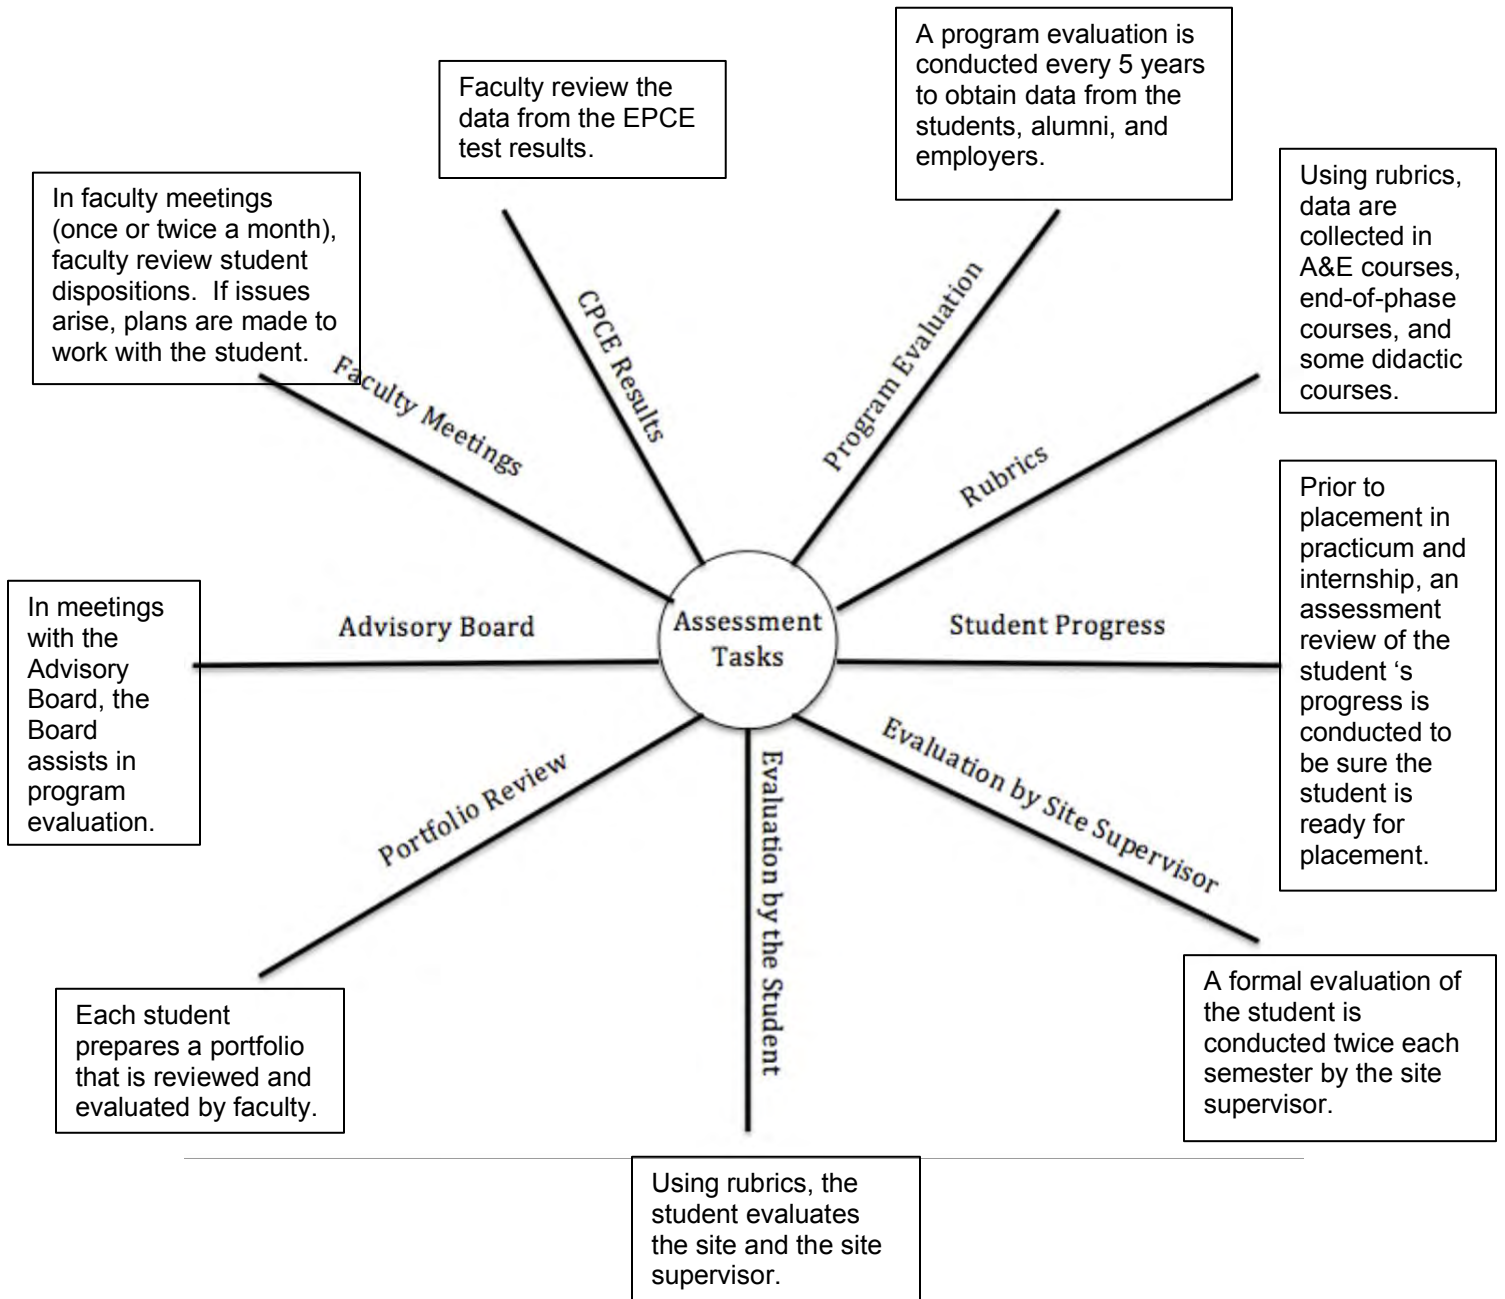 A program evaluation is
conducted every 5 years
to obtain data from the
students, alumni, and
employers.
Faculty review the
data from the EPCE
test results.
In faculty meetings
(once or twice a month),
faculty review student
dispositions.  If issues
arise, plans are made to
work with the student.
Using rubrics,
data are
collected in
A&E courses,
end-of-phase
courses, and
some didactic
courses.
CPCE Results
Program Evaluation
Faculty Meetings
Rubrics
Prior to
placement in
practicum and
internship, an
assessment
review of the
student ‘s
progress is
conducted to
be sure the
student is
ready for
placement.
In meetings
with the
Advisory
Board, the
Board
assists in
program
evaluation.
Advisory Board
Assessment
Tasks
Student Progress
Portfolio Review
Evaluation by the Student
Evaluation by Site Supervisor
Each student
prepares a portfolio
that is reviewed and
evaluated by faculty.
A formal evaluation of
the student is
conducted twice each
semester by the site
supervisor.
Using rubrics, the
student evaluates
the site and the site
supervisor.